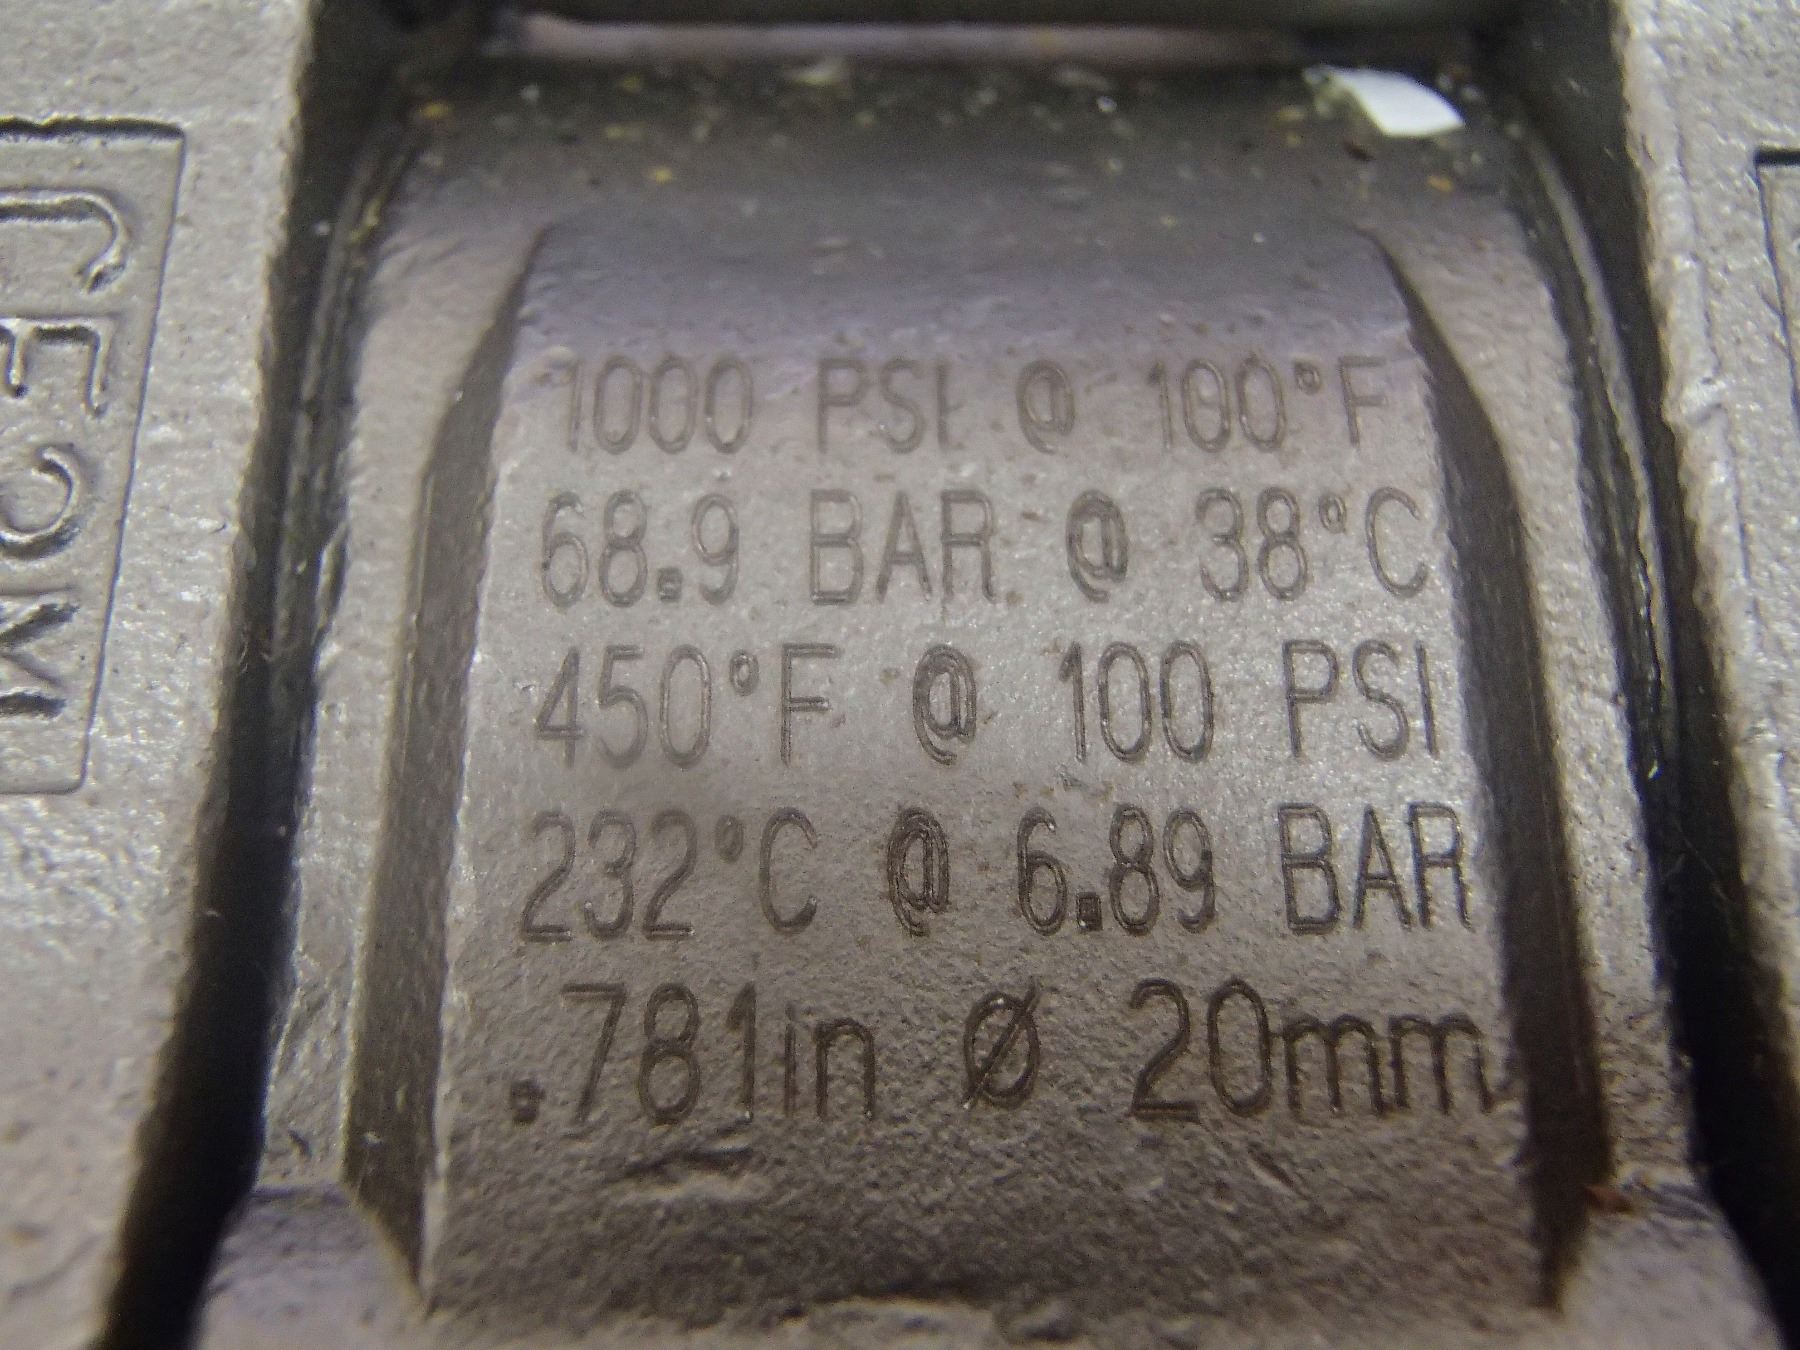 1000 PSI @ 100°F
68.9 BAR @ 38°C
450°F @ 100 PSI
232°C @ 6.89 BAR
.781in Ø 20mm